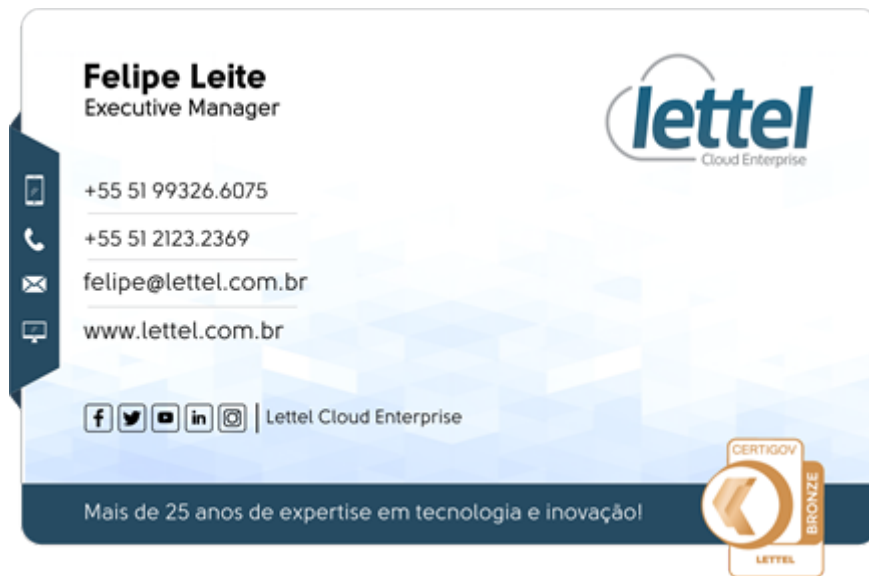 Felipe Leite
Executive Manager
lettel
Cloud Enterprise
+55 51 99326.6075
+55 51 2123.2369
felipe@lettel.com.br
www.lettel.com.br
Lettel Cloud Enterprise
CERTIGOV
BRONZE
LETTEL
Mais de 25 anos de expertise em tecnologia e inovação!